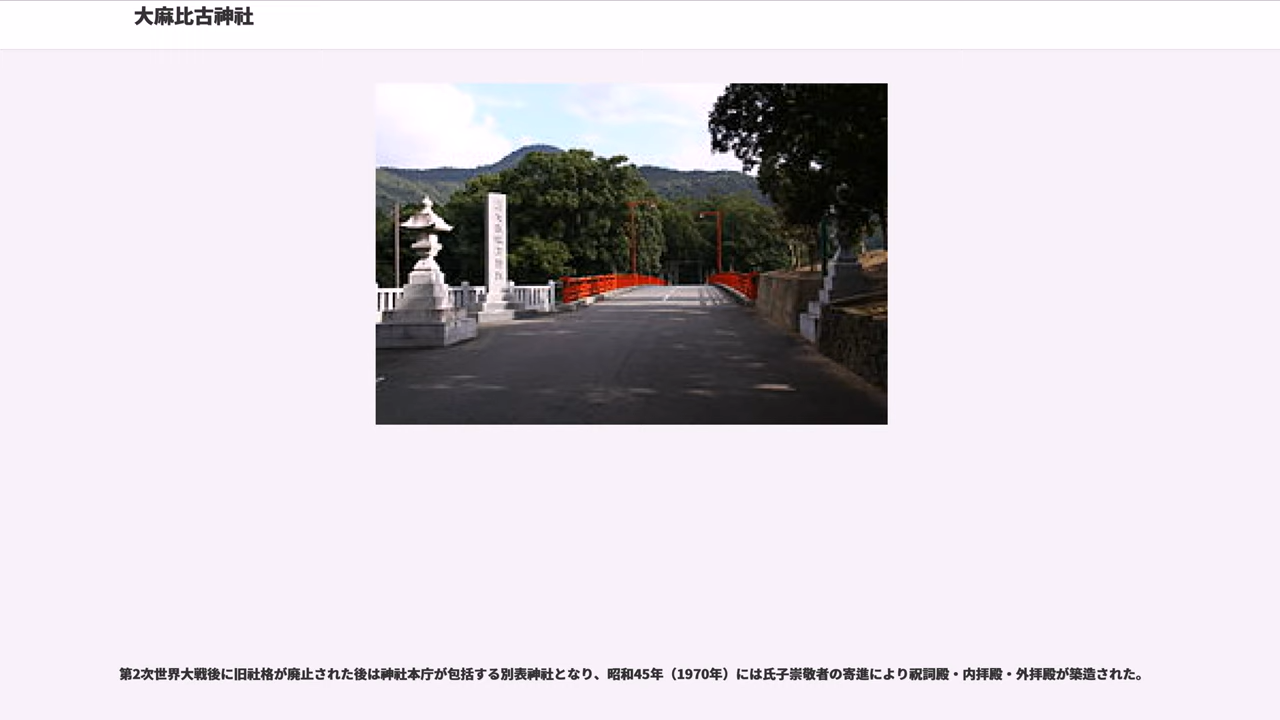 大麻比古神社
第2次世界大戦後に旧社格が廃止された後は神社本庁が包括する別表神社となり、昭和45年（1970年）には氏子崇敬者の寄進により祝詞殿・内拝殿・外拝殿が築造された。